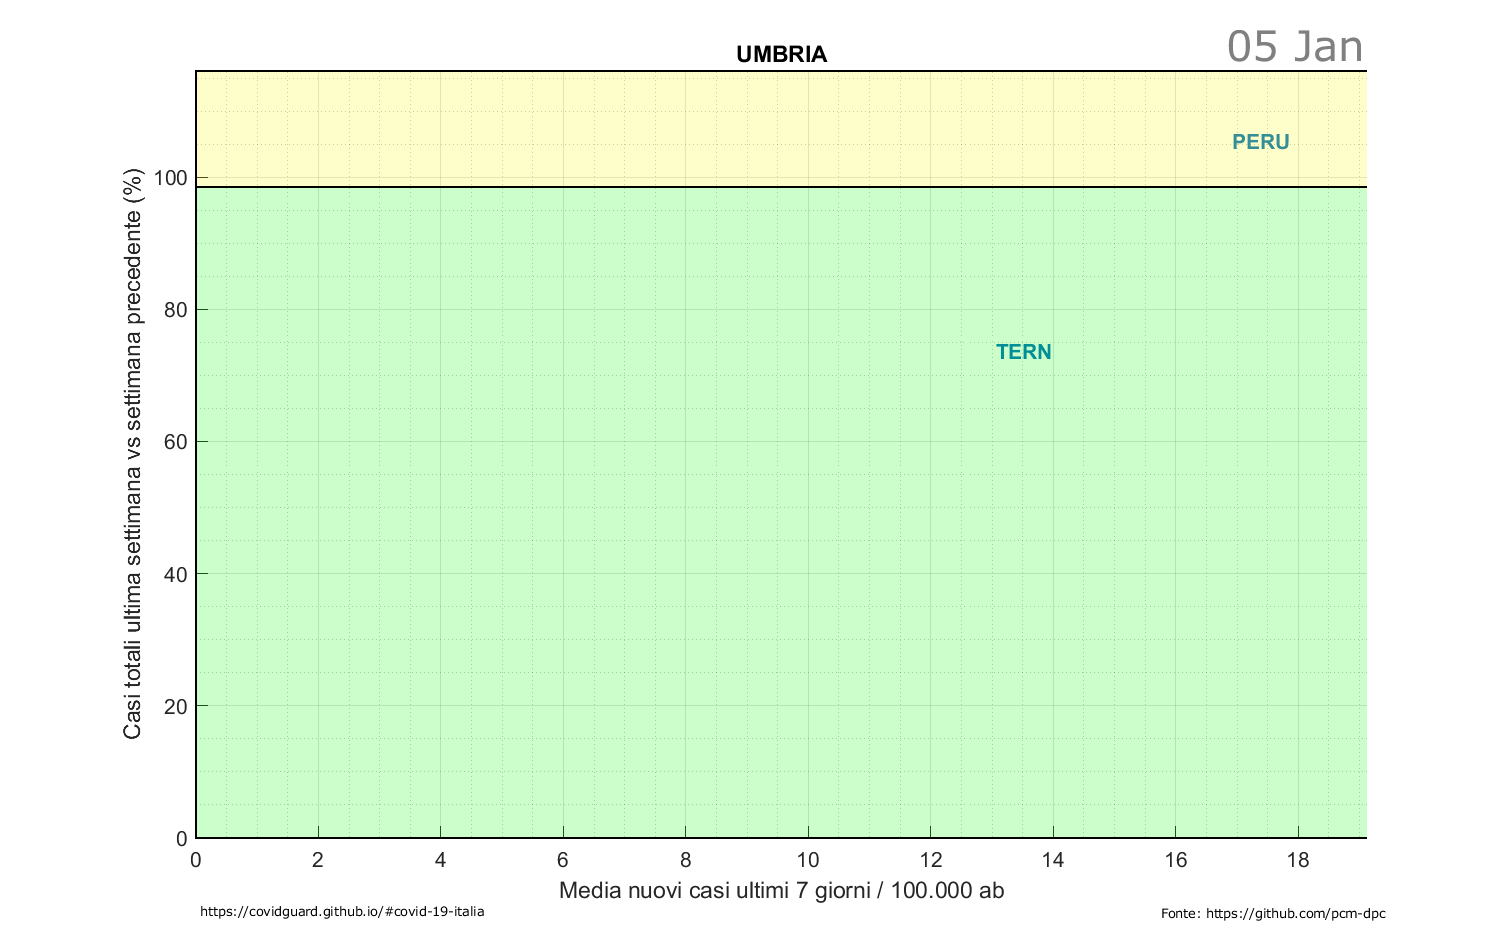 UMBRIA
05 Jan
PERU
TERN
Casi totali ultima settimana vs settimana precedente (%)
100
80
60
40
20
0
0 2 4 6 8 10 12 14 16 18
Media nuovi casi ultimi 7 giorni / 100.000 ab
https://covidguard.github.io/#covid-19-italia
Fonte: https://github.com/pcm-dpc